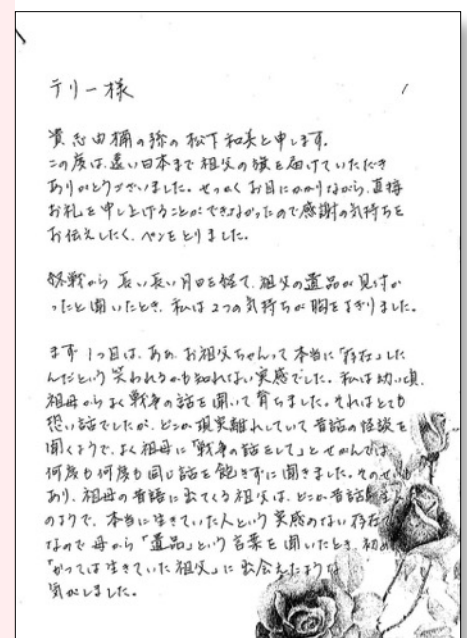 テリー様 1
貴志由桶の孫の松下和美と申します。
この度は、遠い日本まで祖父の旗を届けていただき
ありがとうございました。せっかくお目にかかりながら、直接
お礼を申し上げることができなかったので感謝の気持ちを
お伝えしたく、ペンをとりました。
終戦から長い長い月日を経て、祖父の遺品が見つか
ったと聞いたとき、私は2つの気持ちが胸をよぎりました。
まず1つ目は、ああ、お祖父ちゃんって本当に「存在」した
んだという笑われるかも知れない実感でした。私は幼い頃、
祖母からよく戦争の話を聞いて育ちました。それはとても
恐い話でしたが、どこか現実離れしていて昔話の怪談を
聞くようで、よく祖母に「戦争の話をして」とせがんでは
何度も何度も同じ話を飽きずに聞きました。そのせいも
あり、祖母の昔語に出てくる祖父は、どこか昔話の
のようで、本当に生きていた人という実感のない存在
なので母から「遺品」という言葉を聞いたとき、初め
「かつては生きていた祖父」に出会えたような
気がしました。